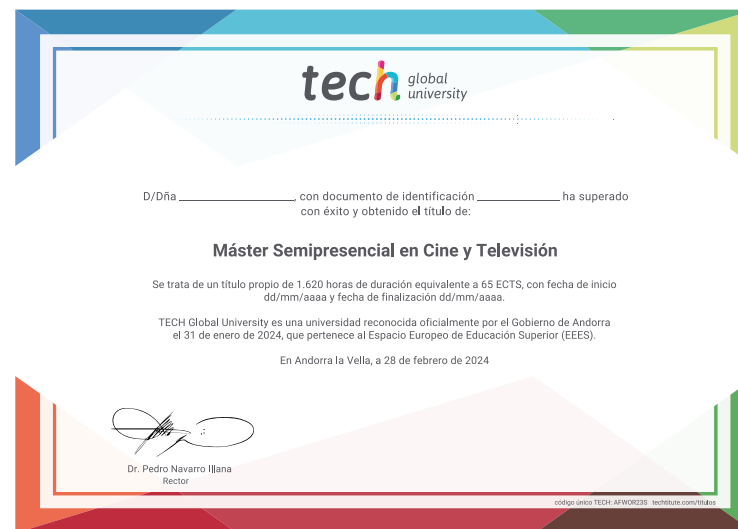 tech global university
D/Dña ____________________, con documento de identificación ______________ ha superado
con éxito y obtenido el título de:
Máster Semipresencial en Cine y Televisión
Se trata de un título propio de 1.620 horas de duración equivalente a 65 ECTS, con fecha de inicio
dd/mm/aaaa y fecha de finalización dd/mm/aaaa.
TECH Global University es una universidad reconocida oficialmente por el Gobierno de Andorra
el 31 de enero de 2024, que pertenece al Espacio Europeo de Educación Superior (EEES).
En Andorra la Vella, a 28 de febrero de 2024
Dr. Pedro Navarro Illana
Rector
código único TECH: AFWOR23S techtitute.com/titulos